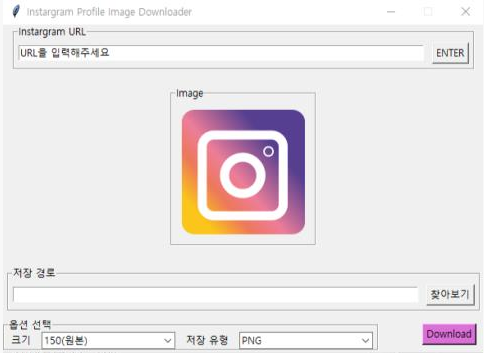 Instargram Profile Image Downloader
Instargram URL
URL을 입력해주세요 ENTER
Image
저장 경로
찾아보기
옵션 선택
크기 150(원본) 저장 유형 PNG Download